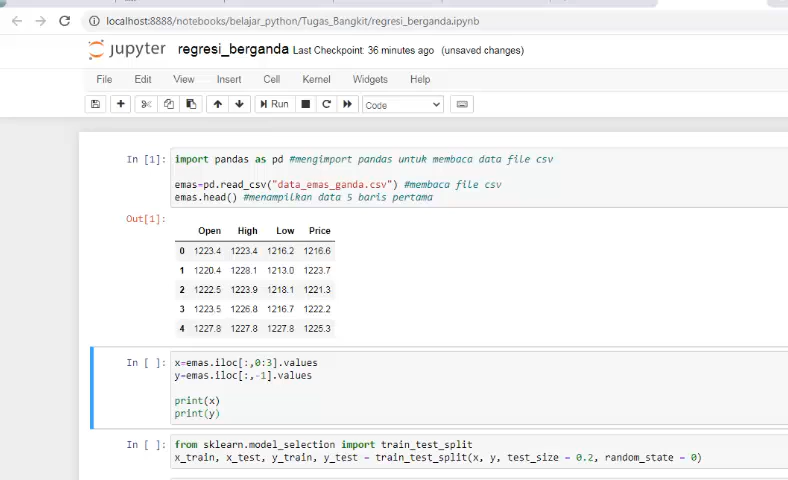 localhost:8888/notebooks/belajar_python/Tugas_Bangkit/regresi_berganda.ipynb
jupyter regresi_berganda Last Checkpoint: 36 minutes ago (unsaved changes)
File Edit View Insert Cell Kernel Widgets Help
Run Code
In [1]: import pandas as pd #mengimport pandas untuk membaca data file csv
emas=pd.read_csv("data_emas_ganda.csv") #membaca file csv
emas.head() #menampilkan data 5 baris pertama
Out[1]:
Open High Low Price
0 1223.4 1223.4 1216.2 1216.6
1 1220.4 1228.1 1213.0 1223.7
2 1222.5 1223.9 1218.1 1221.3
3 1223.5 1226.8 1216.7 1222.2
4 1227.8 1227.8 1227.8 1225.3
In [ ]: x=emas.iloc[:,0:3].values
y=emas.iloc[:,-1].values
print(x)
print(y)
In [ ]: from sklearn.model_selection import train_test_split
x_train, x_test, y_train, y_test = train_test_split(x, y, test_size = 0.2, random_state = 0)